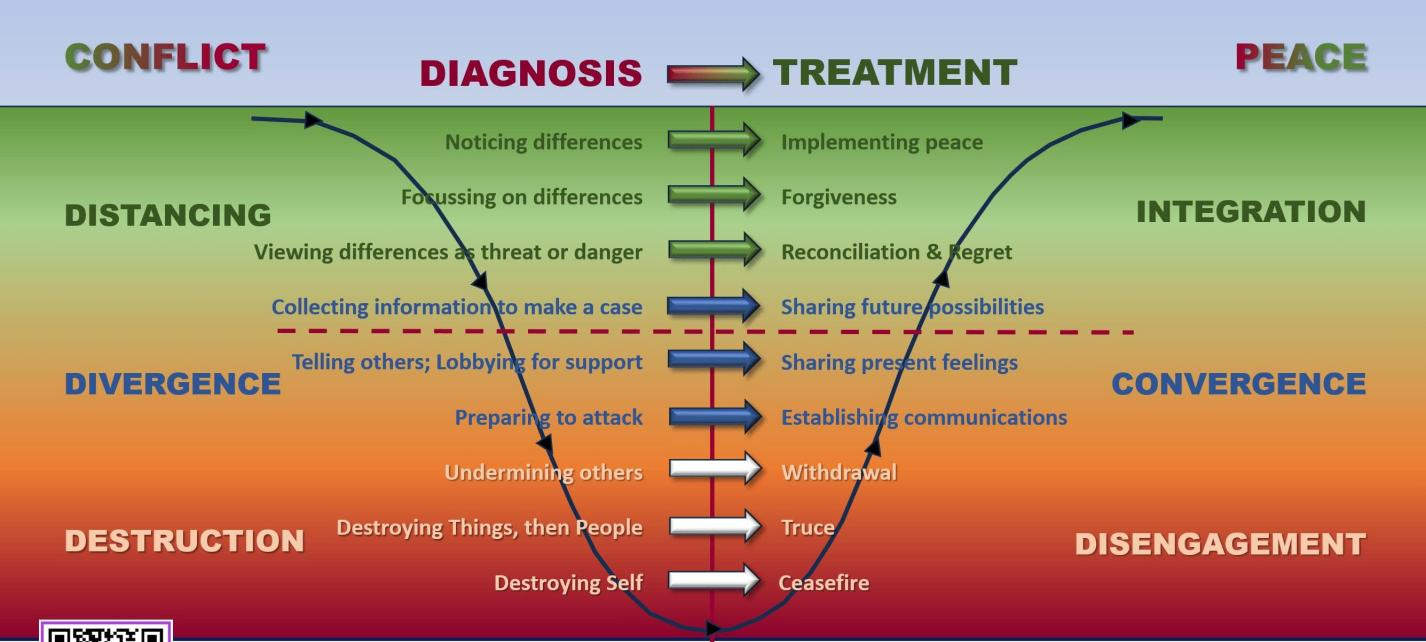 CONFLICT
PEACE
DIAGNOSIS
TREATMENT
Noticing differences
Implementing peace
Focussing on differences
Forgiveness
DISTANCING
INTEGRATION
Viewing differences as threat or danger
Reconciliation & Regret
Collecting information to make a case
Sharing future possibilities
Telling others; Lobbying for support
Sharing present feelings
DIVERGENCE
CONVERGENCE
Preparing to attack
Establishing communications
Undermining others
Withdrawal
Destroying Things, then People
Truce
DESTRUCTION
DISENGAGEMENT
Destroying Self
Ceasefire